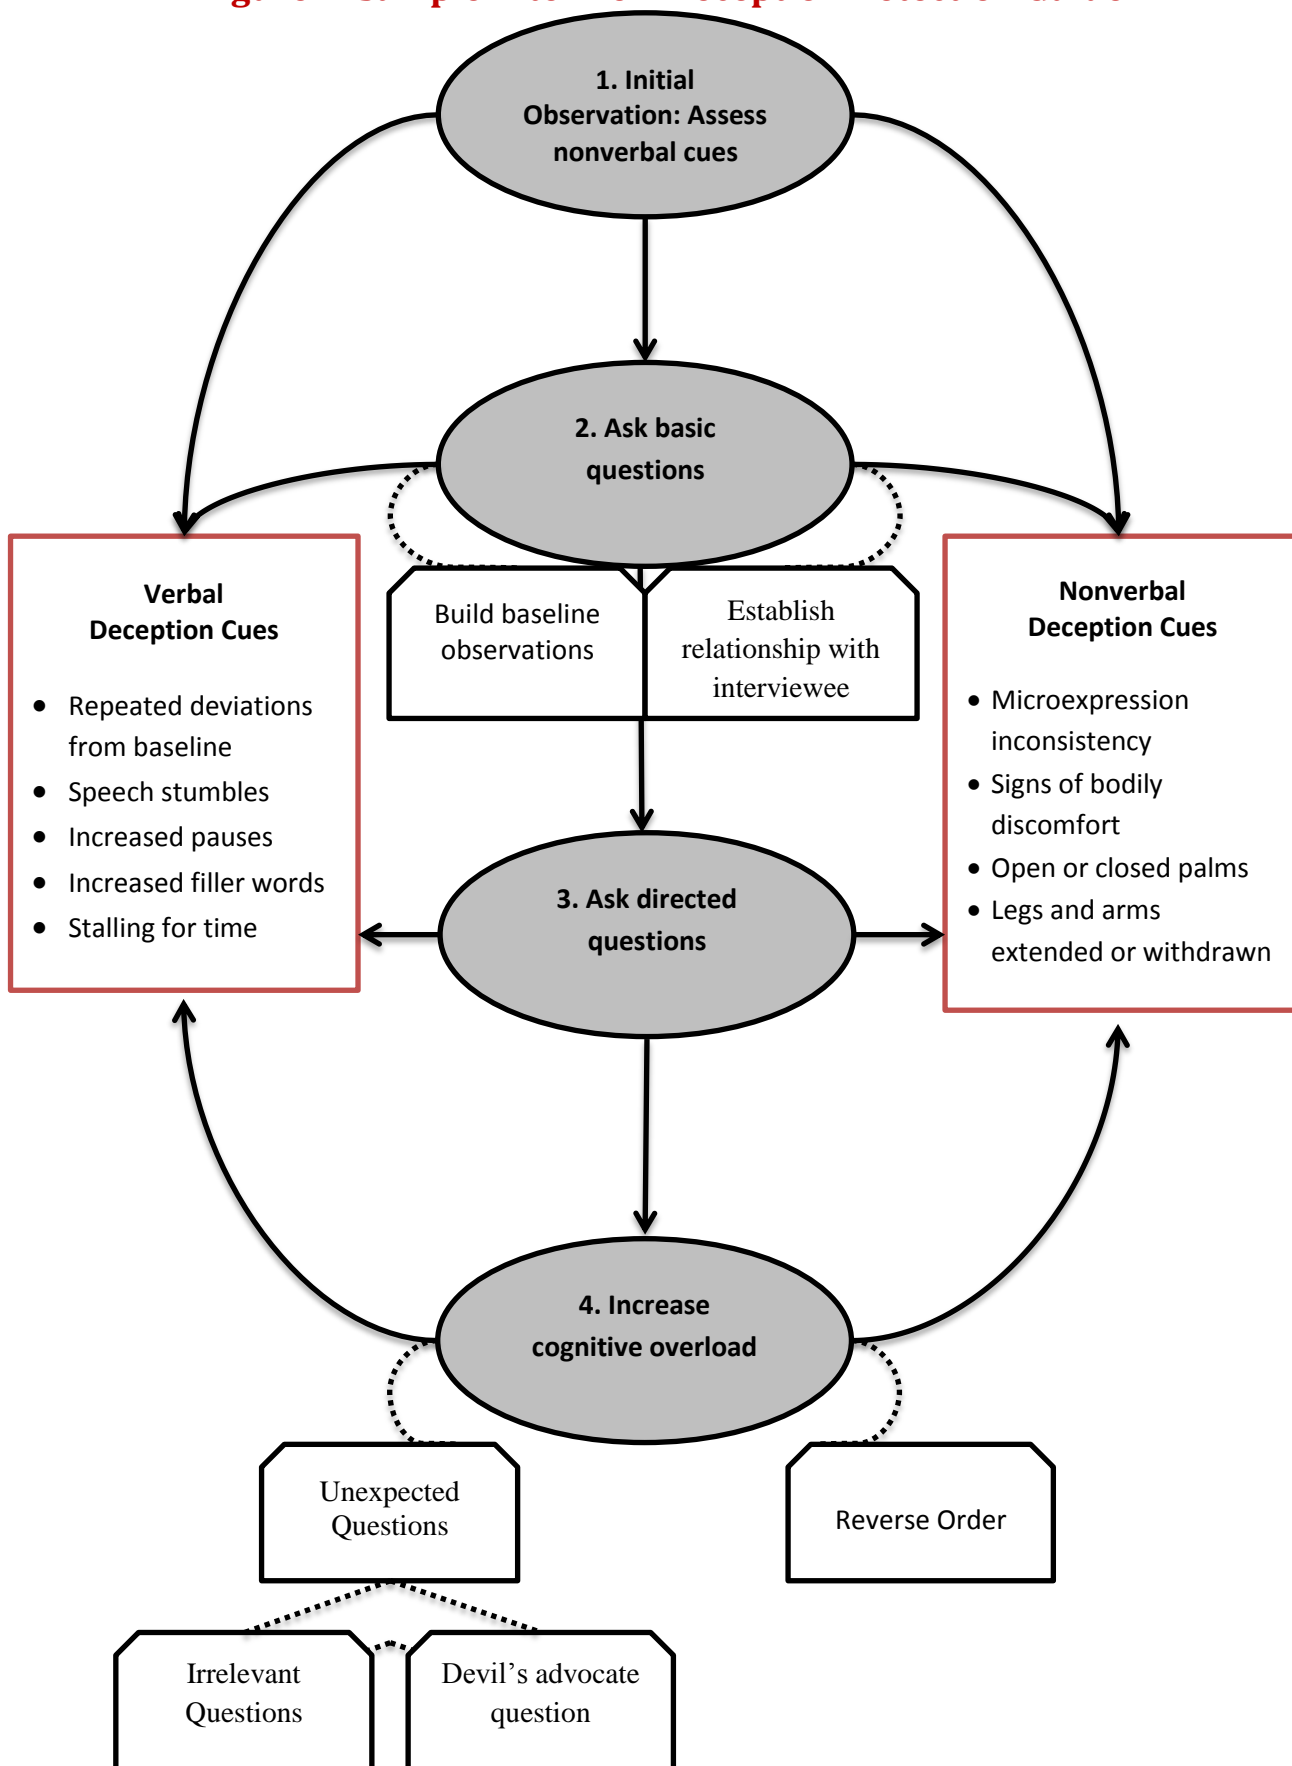 1. Initial
Observation: Assess
nonverbal cues
2. Ask basic
questions
Verbal
Deception Cues
• Repeated deviations
from baseline
• Speech stumbles
• Increased pauses
• Increased filler words
• Stalling for time
Build baseline
observations
Establish
relationship with
interviewee
Nonverbal
Deception Cues
• Microexpression
inconsistency
• Signs of bodily
discomfort
• Open or closed palms
• Legs and arms
extended or withdrawn
3. Ask directed
questions
4. Increase
cognitive overload
Unexpected
Questions
Reverse Order
Irrelevant
Questions
Devil’s advocate
question